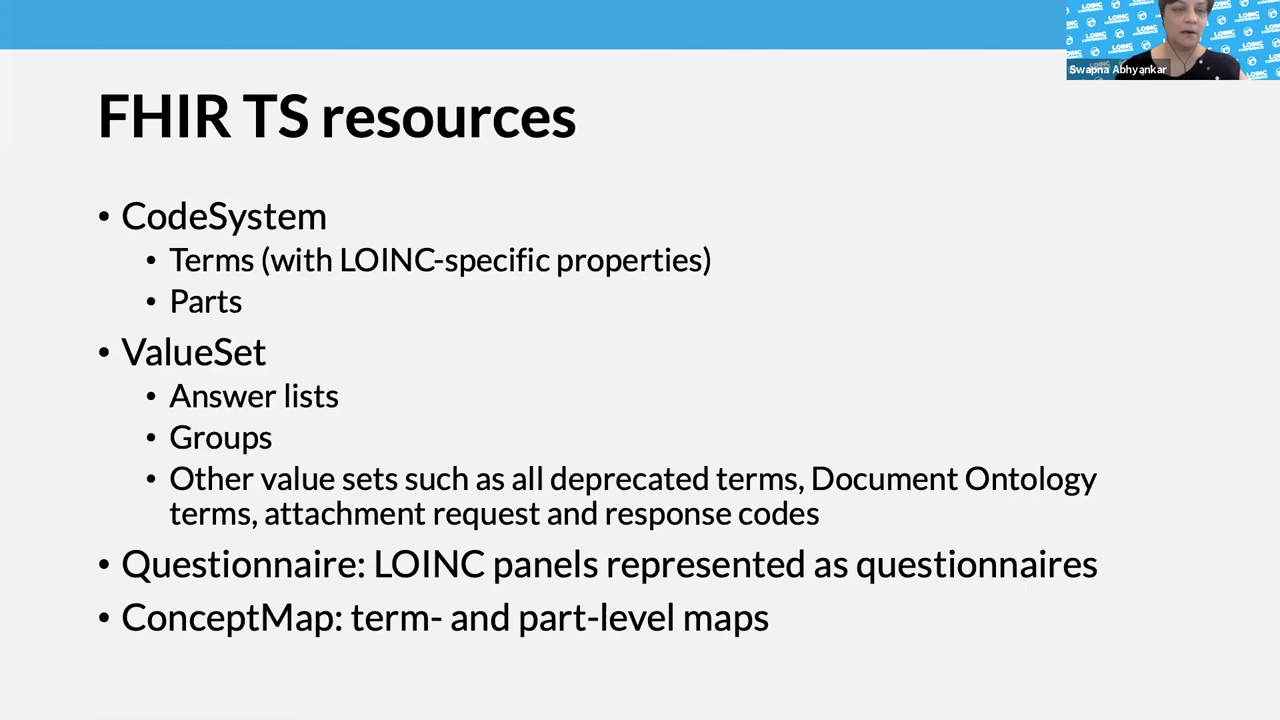 Swapna Abhyankar
FHIR TS resources
• CodeSystem
• Terms (with LOINC-specific properties)
• Parts
• ValueSet
• Answer lists
• Groups
• Other value sets such as all deprecated terms, Document Ontology
terms, attachment request and response codes
• Questionnaire: LOINC panels represented as questionnaires
• ConceptMap: term- and part-level maps